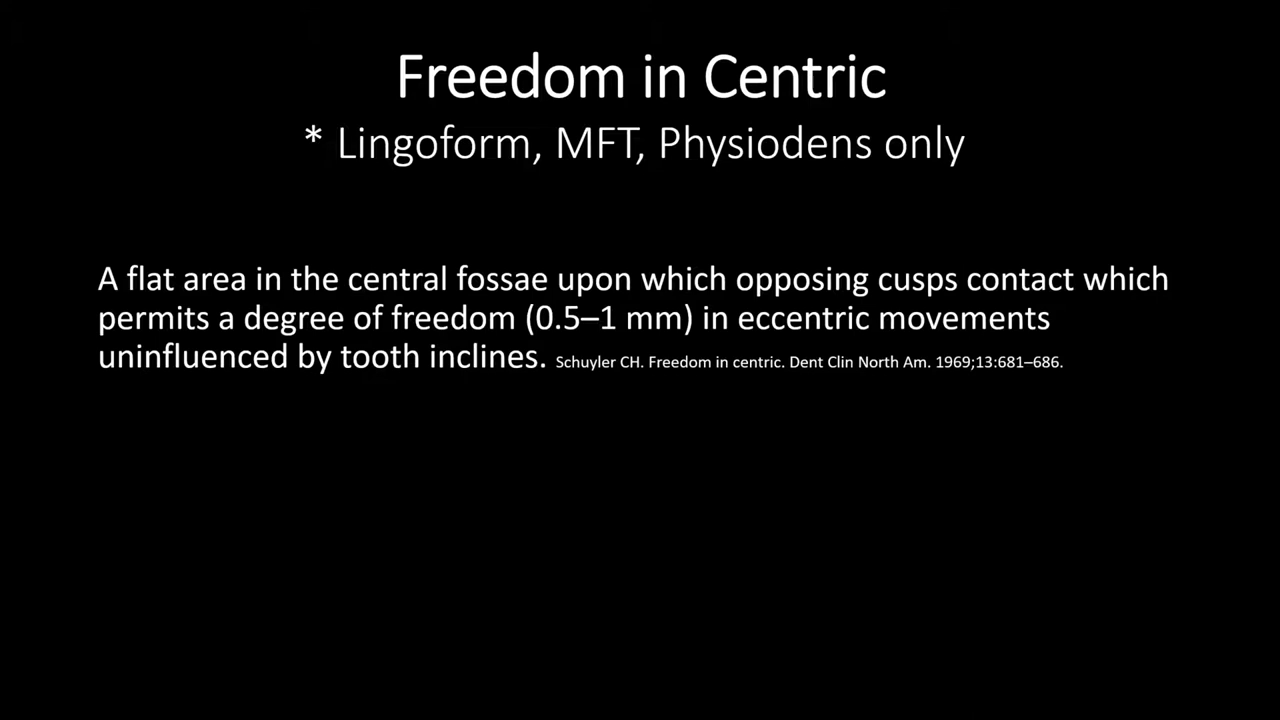 Freedom in Centric
* Lingoform, MFT, Physiodens only
A flat area in the central fossae upon which opposing cusps contact which
permits a degree of freedom (0.5–1 mm) in eccentric movements
uninfluenced by tooth inclines. Schuyler CH. Freedom in centric. Dent Clin North Am. 1969;13:681–686.